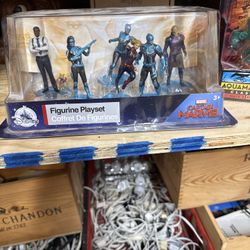 AQUAMAN
Figurine Playset
Coffret De Figurines
MARVEL
CAPTAIN
MARVEL
3+
CHANDON